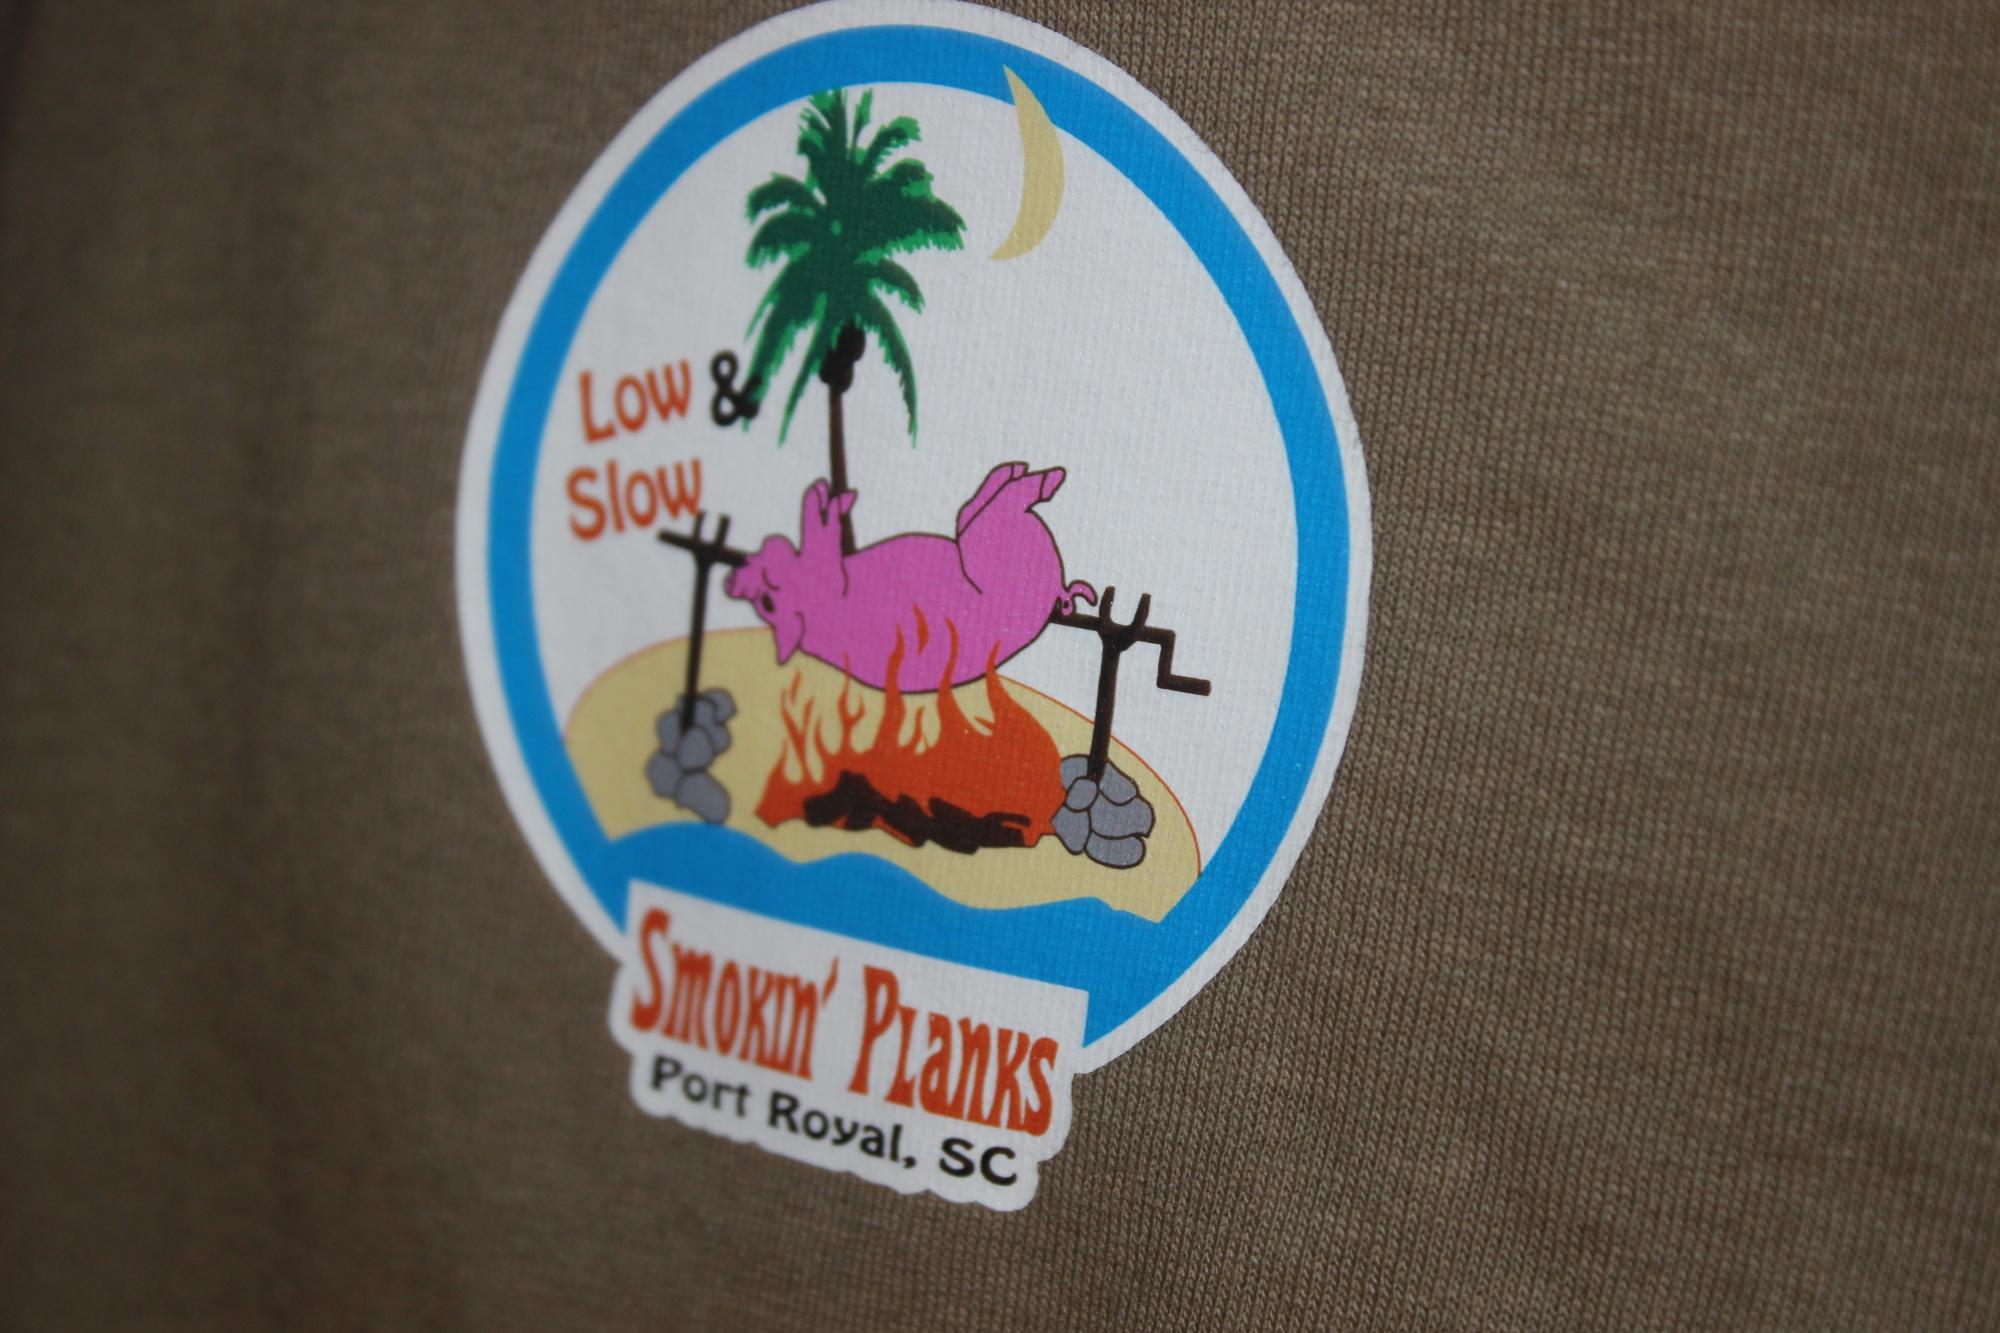 Low &
Slow
Smokin' Planks
Port Royal, SC